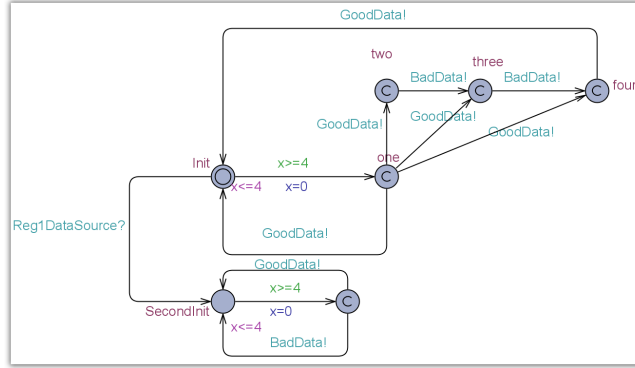 GoodData!
two
three
BadData!
BadData!
four
GoodData!
GoodData!
GoodData!
one
Init
x>=4
x<=4
x=0
C
C
C
C
Reg1DataSource?
GoodData!
GoodData!
x>=4
C
SecondInit
x=0
x<=4
BadData!